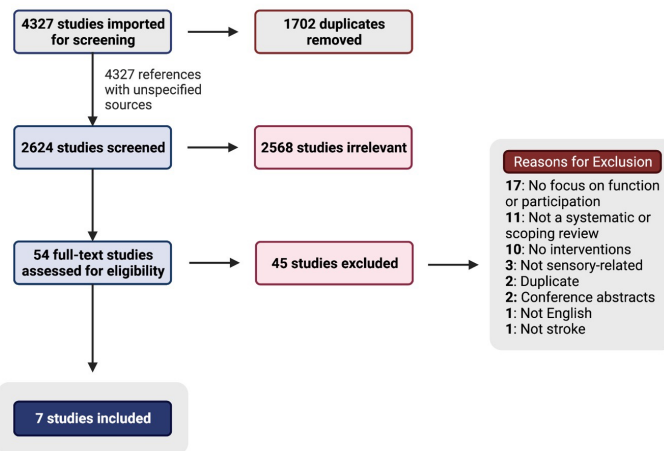 4327 studies imported
for screening
1702 duplicates
removed
4327 references
with unspecified
sources
2624 studies screened
2568 studies irrelevant
54 full-text studies
assessed for eligibility
45 studies excluded
Reasons for Exclusion
17: No focus on function
or participation
11: Not a systematic or
scoping review
10: No interventions
3: Not sensory-related
2: Duplicate
2: Conference abstracts
1: Not English
1: Not stroke
7 studies included